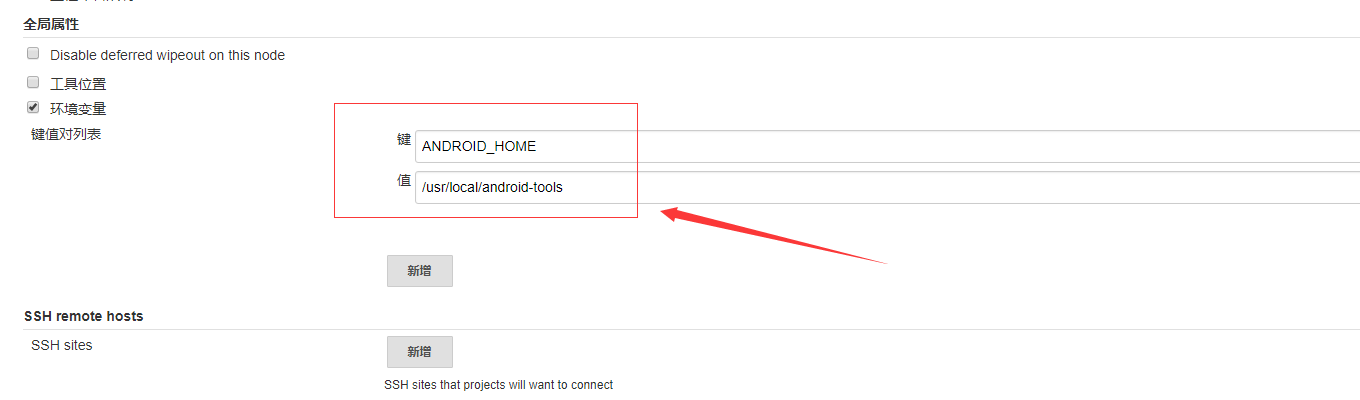 全局属性
Disable deferred wipeout on this node
工具位置
环境变量
键值对列表
键 ANDROID_HOME
值 /usr/local/android-tools
新增
SSH remote hosts
SSH sites
新增
SSH sites that projects will want to connect